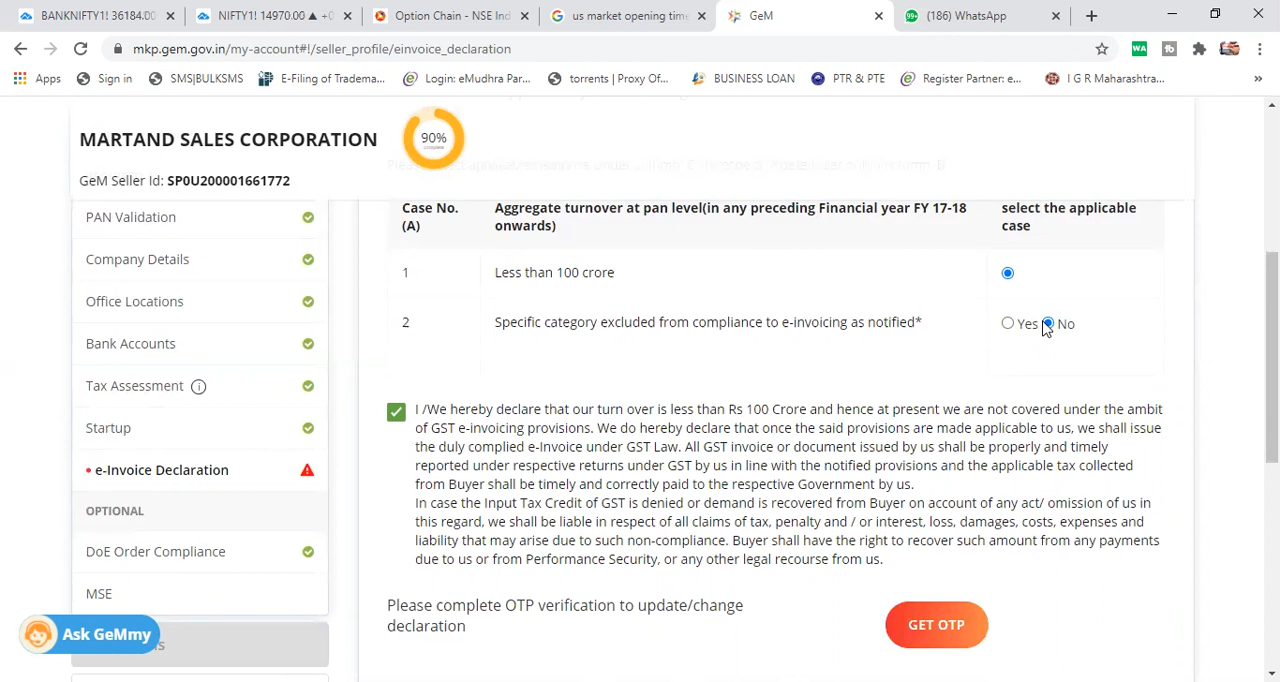 BANKNIFTY1! 36184.00
NIFTY1! 14970.00 ▲ +0
Option Chain - NSE Ind
us market opening time
GeM
(186) WhatsApp
mkp.gem.gov.in/my-account#!/seller_profile/einvoice_declaration
Apps
Sign in
SMS|BULKSMS
E-Filing of Tradema...
Login: eMudhra Par...
torrents | Proxy Of...
BUSINESS LOAN
PTR & PTE
Register Partner: e...
I G R Maharashtra...
MARTAND SALES CORPORATION
90%
GeM Seller Id: SP0U200001661772
PAN Validation
Company Details
Office Locations
Bank Accounts
Tax Assessment
Startup
• e-Invoice Declaration
OPTIONAL
DoE Order Compliance
MSE
Ask GeMmy
Case No. (A)
Aggregate turnover at pan level(in any preceding Financial year FY 17-18 onwards)
select the applicable case
1
Less than 100 crore
2
Specific category excluded from compliance to e-invoicing as notified*
Yes
No
I /We hereby declare that our turn over is less than Rs 100 Crore and hence at present we are not covered under the ambit
of GST e-invoicing provisions. We do hereby declare that once the said provisions are made applicable to us, we shall issue
the duly complied e-Invoice under GST Law. All GST invoice or document issued by us shall be properly and timely
reported under respective returns under GST by us in line with the notified provisions and the applicable tax collected
from Buyer shall be timely and correctly paid to the respective Government by us.
In case the Input Tax Credit of GST is denied or demand is recovered from Buyer on account of any act/ omission of us in
this regard, we shall be liable in respect of all claims of tax, penalty and / or interest, loss, damages, costs, expenses and
liability that may arise due to such non-compliance. Buyer shall have the right to recover such amount from any payments
due to us or from Performance Security, or any other legal recourse from us.
Please complete OTP verification to update/change
declaration
GET OTP